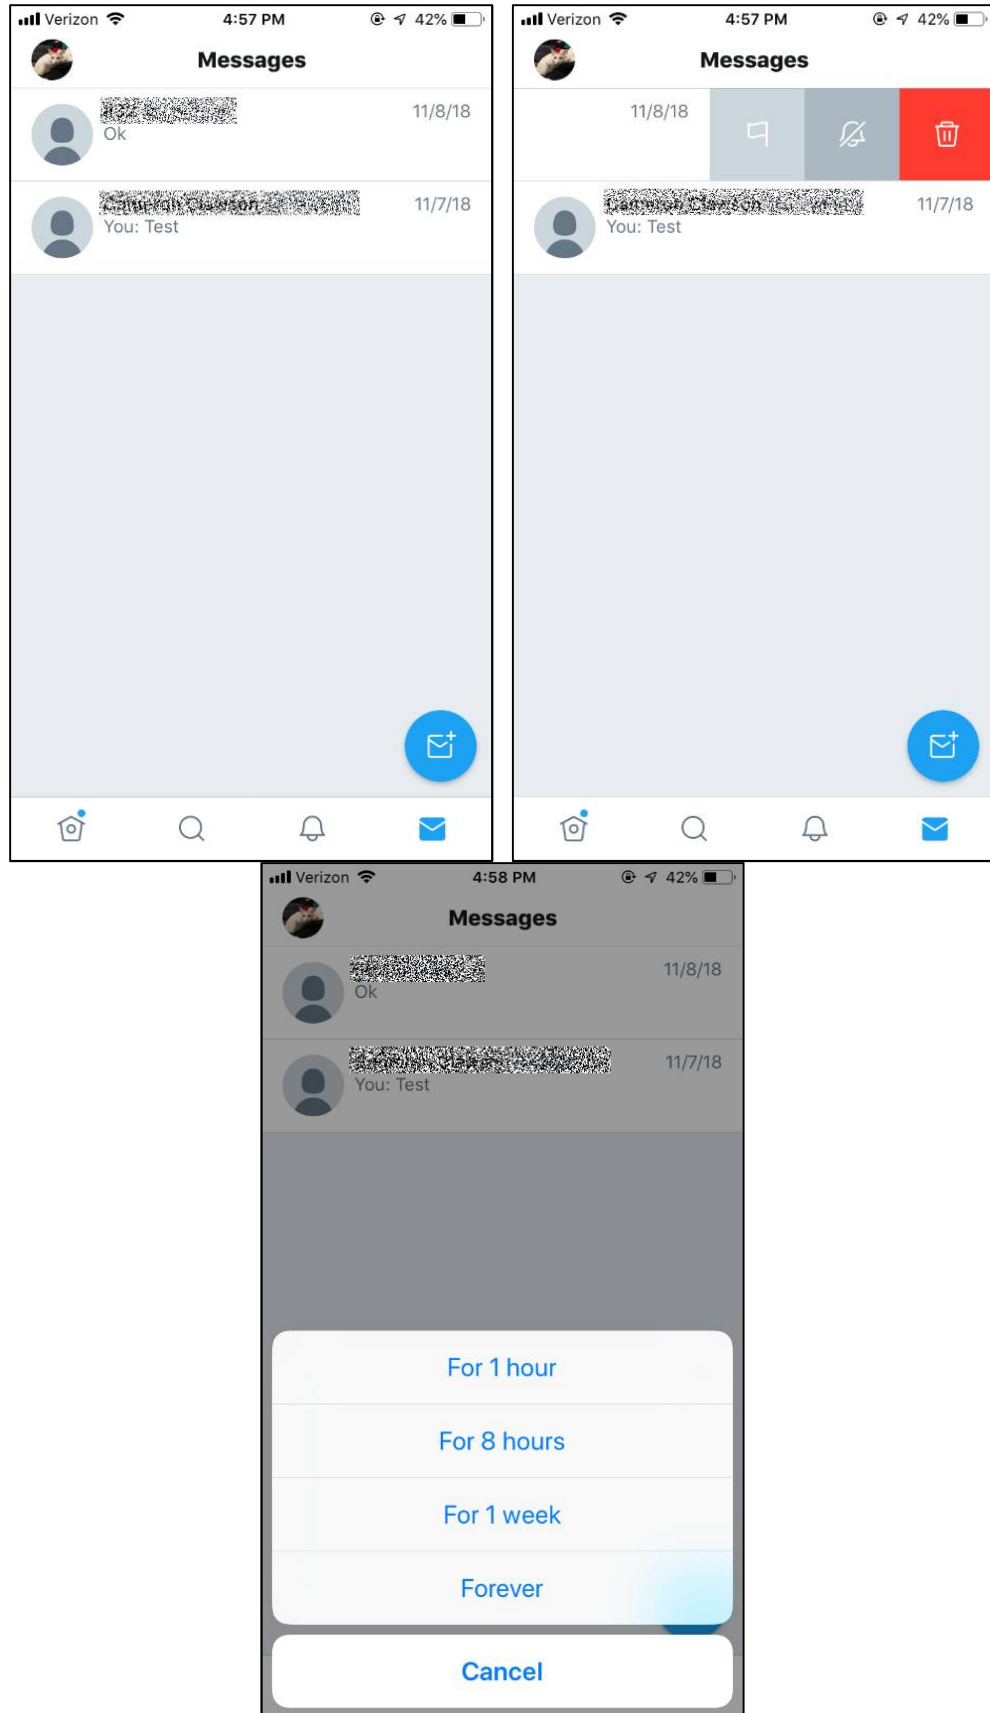 Verizon 4:57 PM 42%
Messages
11/8/18
Ok
11/7/18
You: Test
Verizon 4:57 PM 42%
Messages
11/8/18
11/7/18
You: Test
Verizon 4:58 PM 42%
Messages
11/8/18
Ok
11/7/18
You: Test
For 1 hour
For 8 hours
For 1 week
Forever
Cancel